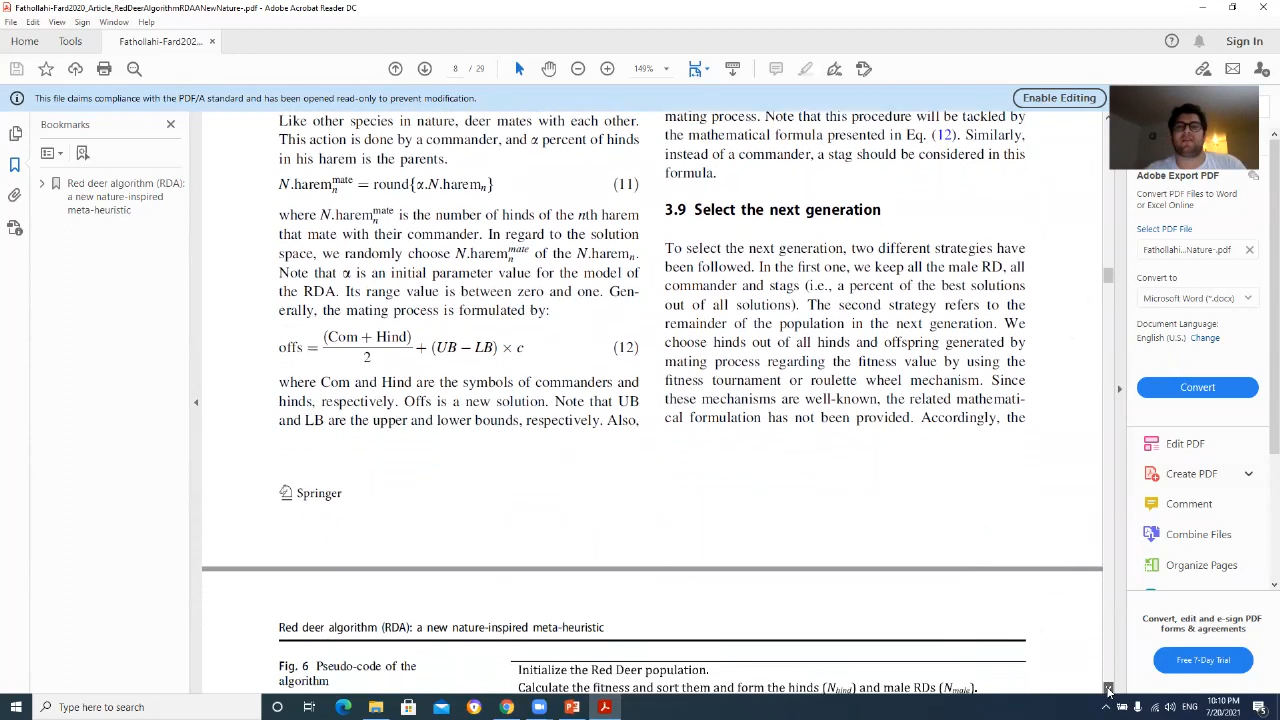 Fathollahi-Fard2020_Article_RedDeerAlgorithmRDAANewNature-.pdf - Adobe Acrobat Reader DC
File Edit View Sign Window Help
Home Tools Fathollahi-Fard202... × Sign In
8 / 29 149%
This file claims compliance with the PDF/A standard and has been opened read-only to prevent modification. Enable Editing
Bookmarks
Red deer algorithm (RDA):
a new nature-inspired
meta-heuristic
Like other species in nature, deer mates with each other.
This action is done by a commander, and α percent of hinds
in his harem is the parents.
N.harem_n^mate = round{α.N.harem_n} (11)
where N.harem_n^mate is the number of hinds of the nth harem
that mate with their commander. In regard to the solution
space, we randomly choose N.harem_n^mate of the N.harem_n.
Note that α is an initial parameter value for the model of
the RDA. Its range value is between zero and one. Gen-
erally, the mating process is formulated by:
offs = (Com + Hind)/2 + (UB − LB) × c (12)
where Com and Hind are the symbols of commanders and
hinds, respectively. Offs is a new solution. Note that UB
and LB are the upper and lower bounds, respectively. Also,
mating process. Note that this procedure will be tackled by
the mathematical formula presented in Eq. (12). Similarly,
instead of a commander, a stag should be considered in this
formula.
3.9 Select the next generation
To select the next generation, two different strategies have
been followed. In the first one, we keep all the male RD, all
commander and stags (i.e., a percent of the best solutions
out of all solutions). The second strategy refers to the
remainder of the population in the next generation. We
choose hinds out of all hinds and offspring generated by
mating process regarding the fitness value by using the
fitness tournament or roulette wheel mechanism. Since
these mechanisms are well-known, the related mathemati-
cal formulation has not been provided. Accordingly, the
Springer
Red deer algorithm (RDA): a new nature-inspired meta-heuristic
Fig. 6 Pseudo-code of the
algorithm
Initialize the Red Deer population.
Calculate the fitness and sort them and form the hinds (N_hind) and male RDs (N_male).
Adobe Export PDF
Convert PDF Files to Word
or Excel Online
Select PDF File
Fathollahi...Nature-.pdf ×
Convert to
Microsoft Word (*.docx)
Document Language:
English (U.S.) Change
Convert
Edit PDF
Create PDF
Comment
Combine Files
Organize Pages
Convert, edit and e-sign PDF
forms & agreements
Free 7-Day Trial
Type here to search
10:10 PM
7/20/2021
5